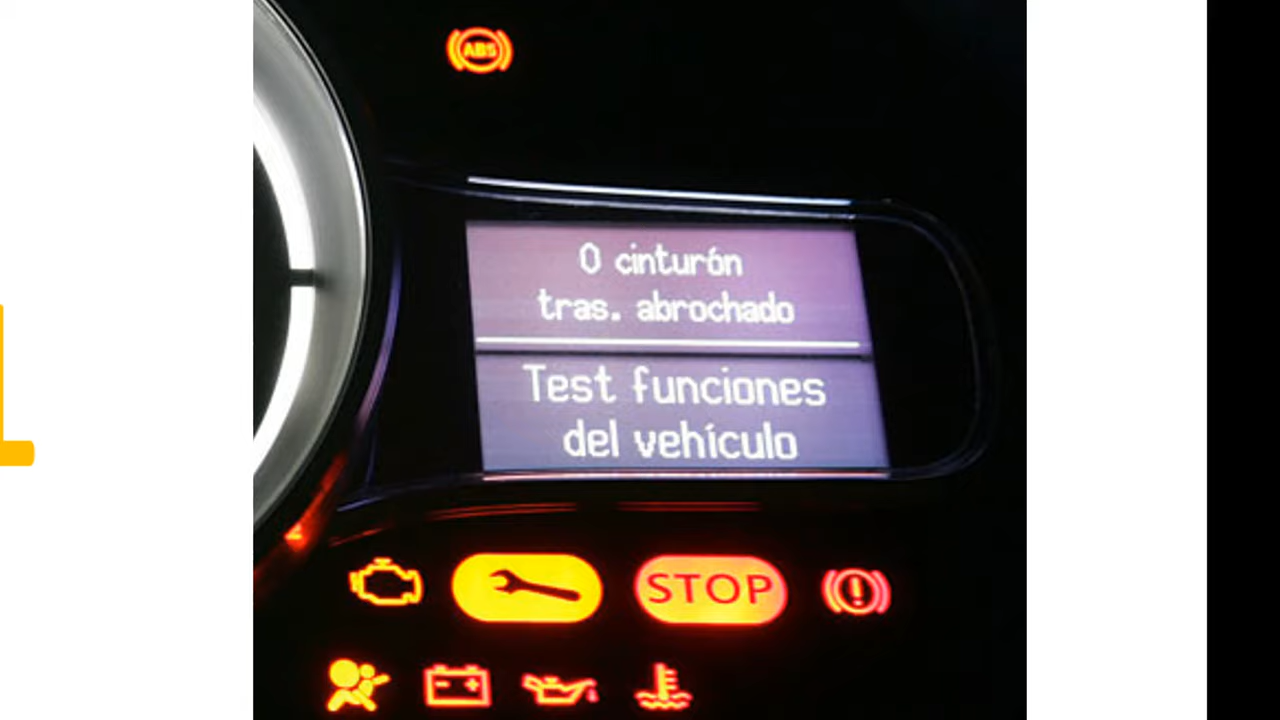 ABS
0 cinturón
tras. abrochado
Test funciones
del vehículo
STOP